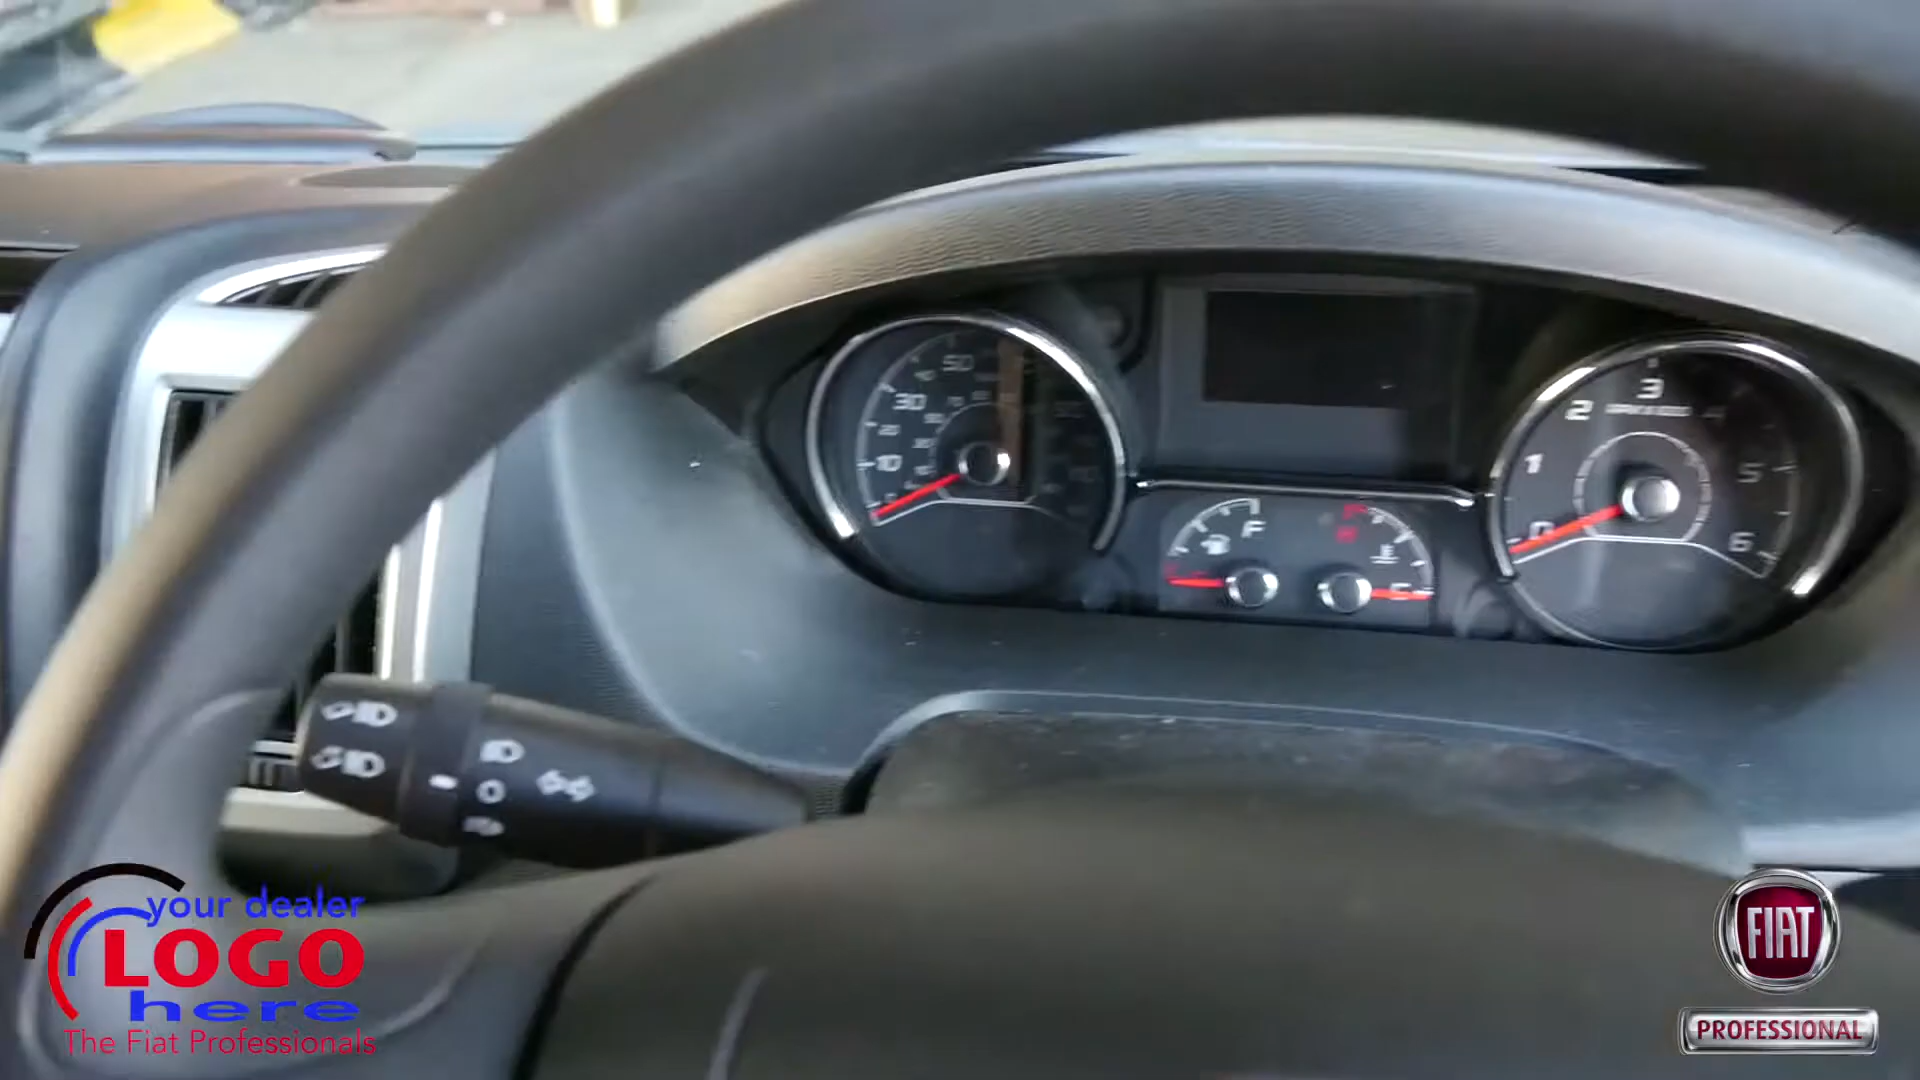 50
30
10
F
C
3
2
1
0
5
6
your dealer
LOGO
here
The Fiat Professionals
FIAT
PROFESSIONAL